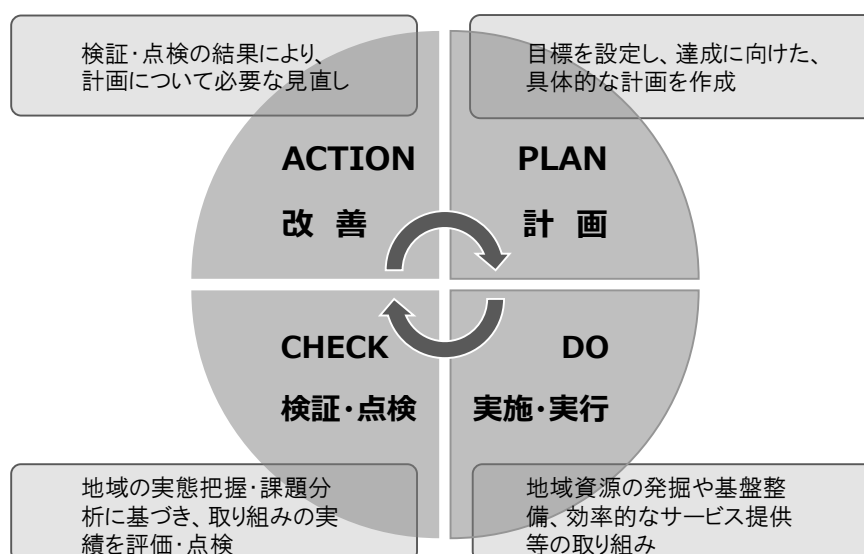 検証・点検の結果により、
計画について必要な見直し
目標を設定し、達成に向けた、
具体的な計画を作成
ACTION
改 善
PLAN
計 画
CHECK
検証・点検
DO
実施・実行
地域の実態把握・課題分
析に基づき、取り組みの実
績を評価・点検
地域資源の発掘や基盤整
備、効率的なサービス提供
等の取り組み